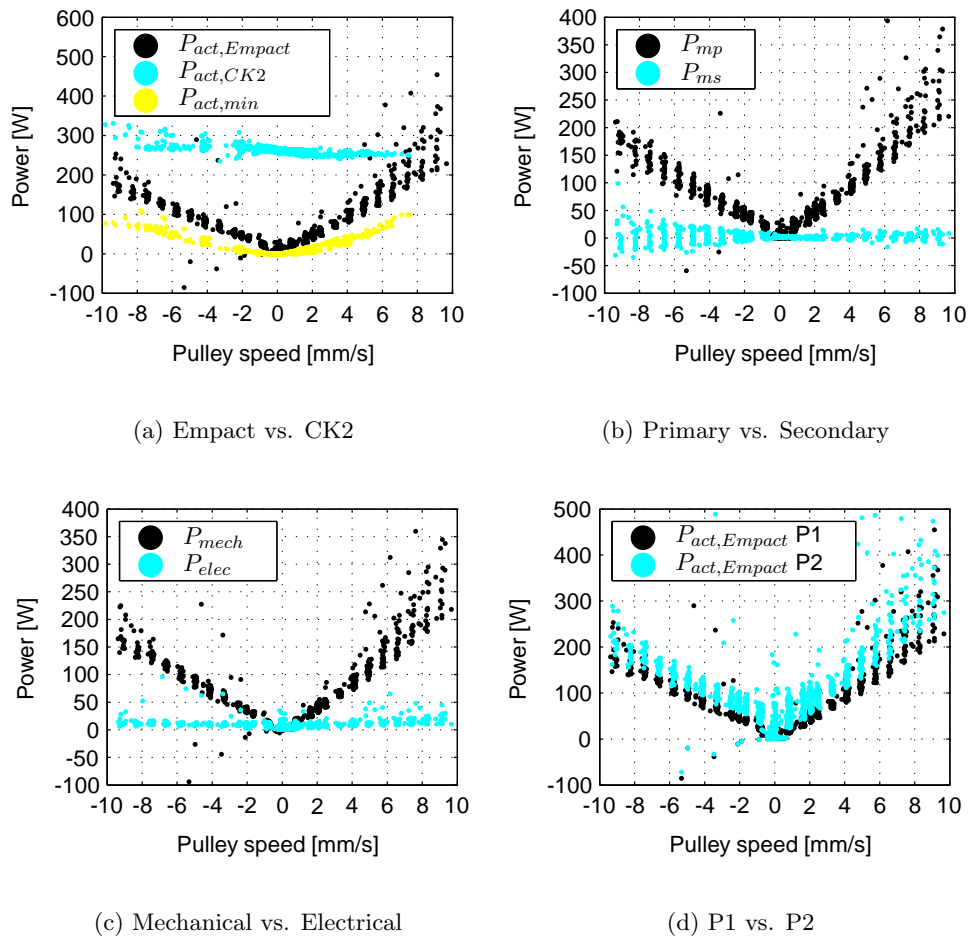 600
500
400
300
200
100
0
-100
Power [W]
P_act,Empact
P_act,CK2
P_act,min
-10 -8 -6 -4 -2 0 2 4 6 8 10
Pulley speed [mm/s]
(a) Empact vs. CK2
400
350
300
250
200
150
100
50
0
-50
-100
Power [W]
P_mp
P_ms
-10 -8 -6 -4 -2 0 2 4 6 8 10
Pulley speed [mm/s]
(b) Primary vs. Secondary
400
350
300
250
200
150
100
50
0
-50
-100
Power [W]
P_mech
P_elec
-10 -8 -6 -4 -2 0 2 4 6 8 10
Pulley speed [mm/s]
(c) Mechanical vs. Electrical
500
400
300
200
100
0
-100
Power [W]
P_act,Empact P1
P_act,Empact P2
-10 -8 -6 -4 -2 0 2 4 6 8 10
Pulley speed [mm/s]
(d) P1 vs. P2